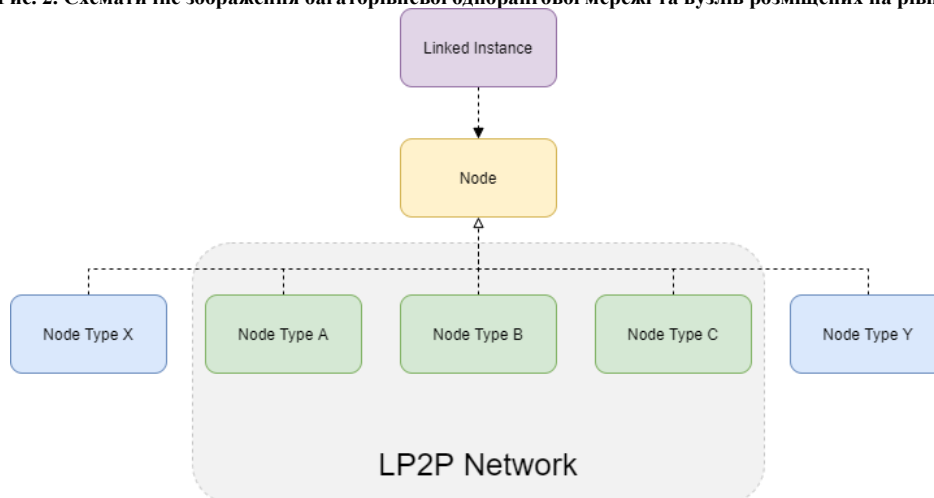 Рис. 2. Схематичне зображення багаторівневої однорангової мережі та вузлів розміщених на рівн
Linked Instance
Node
Node Type X
Node Type A
Node Type B
Node Type C
Node Type Y
LP2P Network